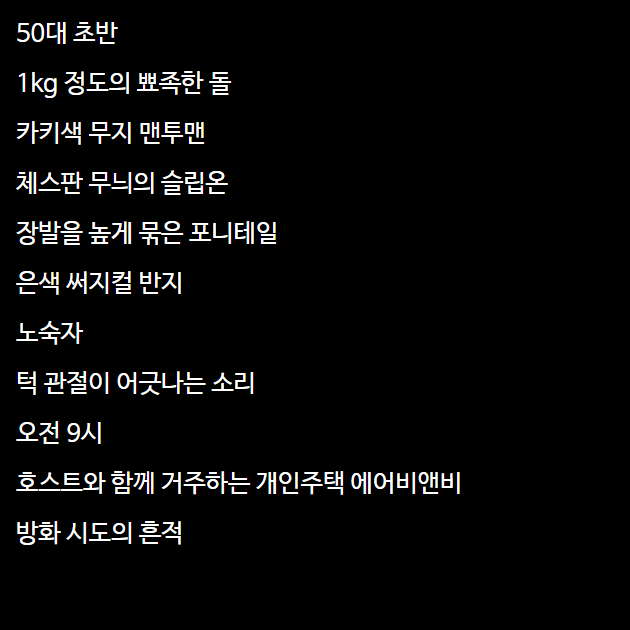 50대 초반
1kg 정도의 뾰족한 돌
카키색 무지 맨투맨
체스판 무늬의 슬립온
장발을 높게 묶은 포니테일
은색 써지컬 반지
노숙자
턱 관절이 어긋나는 소리
오전 9시
호스트와 함께 거주하는 개인주택 에어비앤비
방화 시도의 흔적